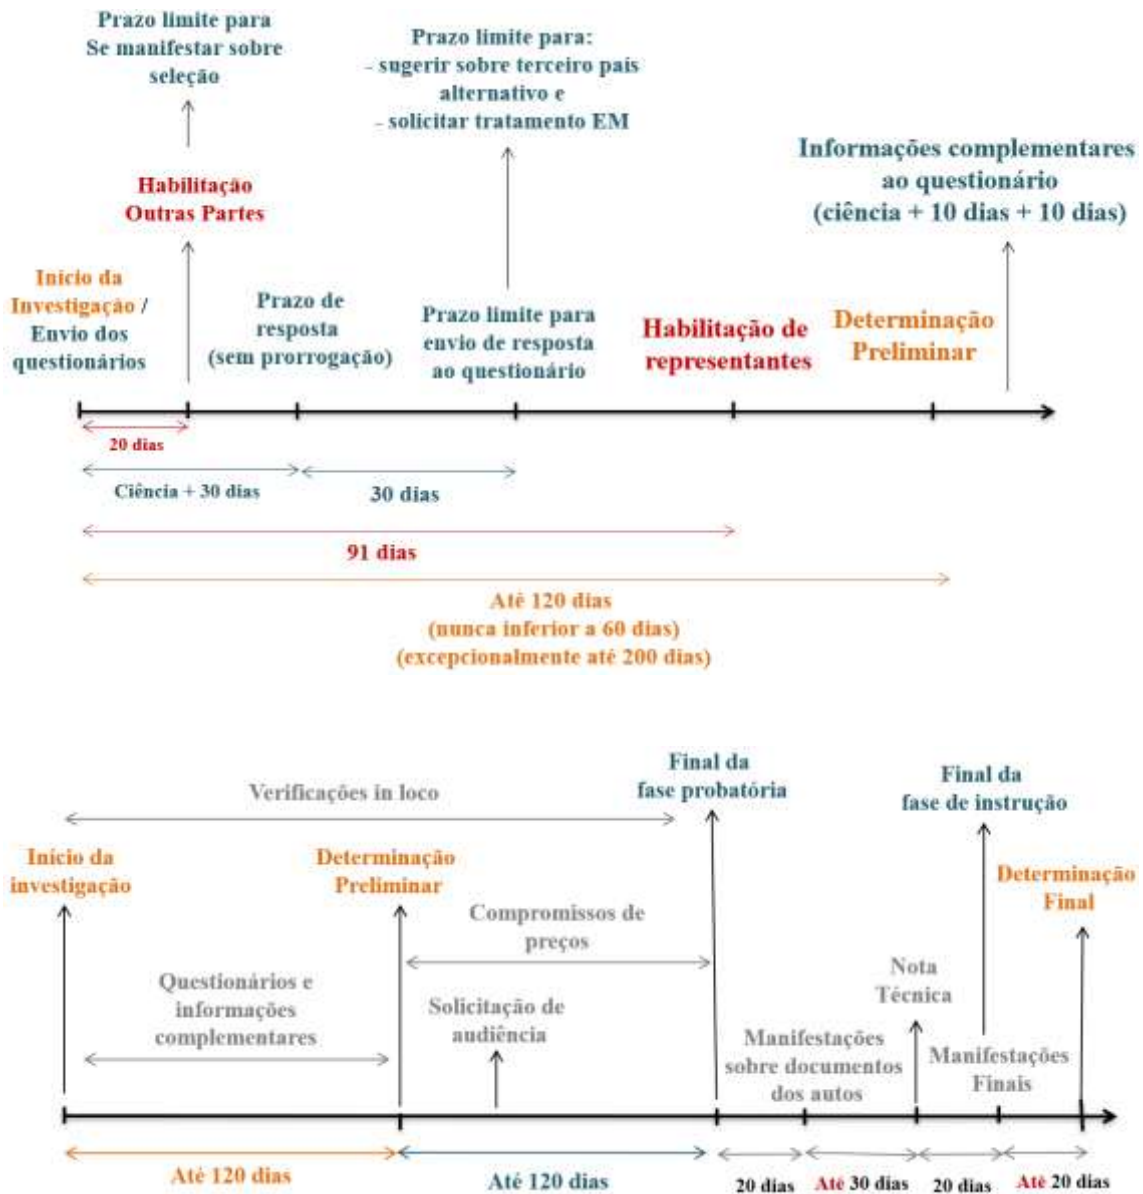 Prazo limite para
Se manifestar sobre
seleção
Prazo limite para:
- sugerir sobre terceiro país
alternativo e
- solicitar tratamento EM
Informações complementares
ao questionário
(ciência + 10 dias + 10 dias)
Habilitação
Outras Partes
Início da
Investigação /
Envio dos
questionários
Prazo de
resposta
(sem prorrogação)
Prazo limite para
envio de resposta
ao questionário
Habilitação de
representantes
Determinação
Preliminar
20 dias
Ciência + 30 dias
30 dias
91 dias
Até 120 dias
(nunca inferior a 60 dias)
(excepcionalmente até 200 dias)
Verificações in loco
Final da
fase probatória
Final da
fase de instrução
Início da
investigação
Determinação
Preliminar
Determinação
Final
Compromissos de
preços
Questionários e
informações
complementares
Solicitação de
audiência
Nota
Técnica
Manifestações
sobre documentos
dos autos
Manifestações
Finais
Até 120 dias
Até 120 dias
20 dias
Até 30 dias
20 dias
Até 20 dias